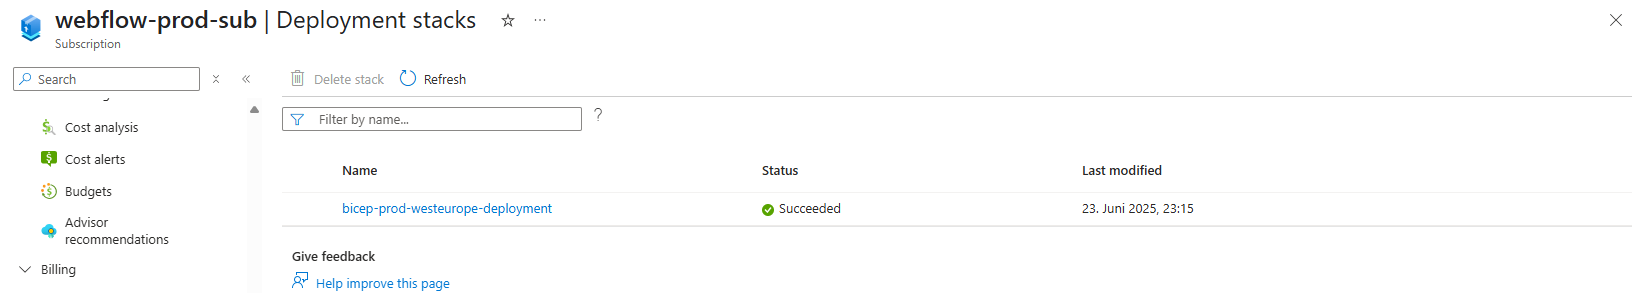 webflow-prod-sub | Deployment stacks
Subscription
Search
Delete stack
Refresh
Cost analysis
Cost alerts
Budgets
Advisor
recommendations
Billing
Filter by name...
?
Name
Status
Last modified
bicep-prod-westeurope-deployment
Succeeded
23. Juni 2025, 23:15
Give feedback
Help improve this page